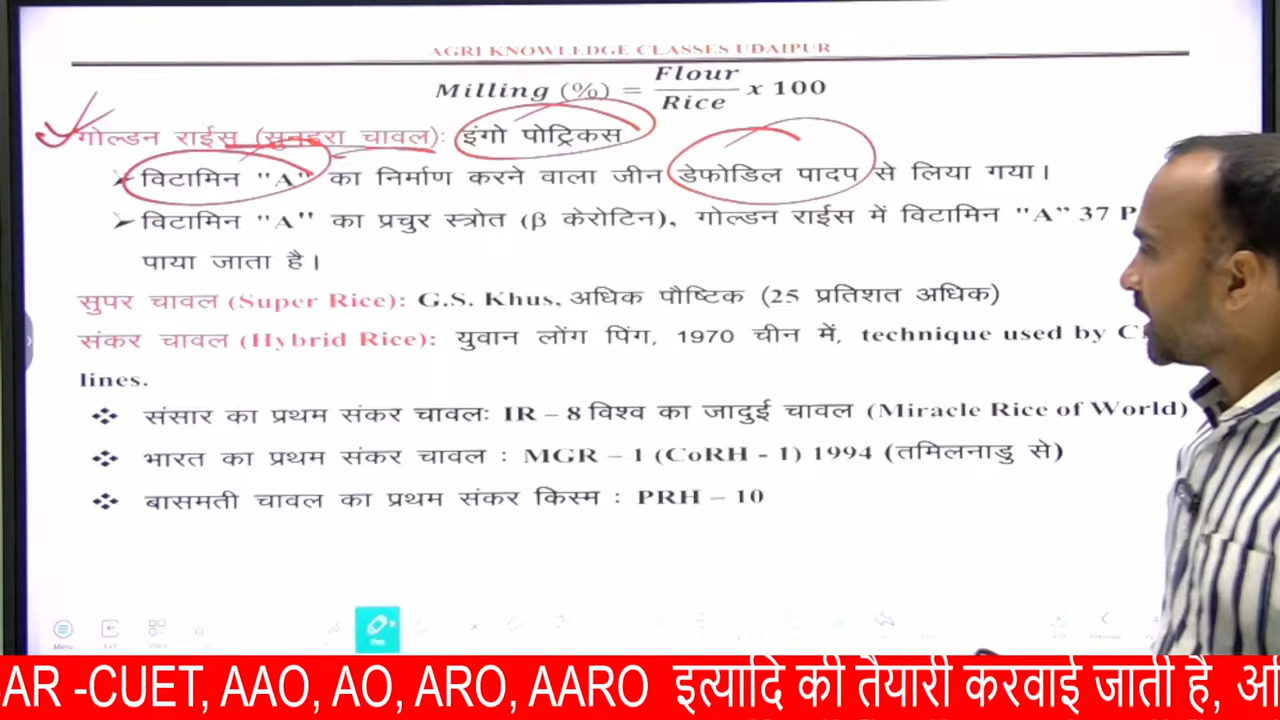 AGRI KNOWLEDGE CLASSES UDAIPUR
Milling (%) = Flour / Rice x 100
गोल्डन राईस (सुनहरा चावल): इंगो पोट्रिकस
➢ विटामिन "A" का निर्माण करने वाला जीन डेफोडिल पादप से लिया गया।
➢ विटामिन "A" का प्रचुर स्त्रोत (β केरोटिन), गोल्डन राईस में विटामिन "A" 37 P
पाया जाता है।
सुपर चावल (Super Rice): G.S. Khus, अधिक पौष्टिक (25 प्रतिशत अधिक)
संकर चावल (Hybrid Rice): युवान लोंग पिंग, 1970 चीन में, technique used by C
lines.
❖ संसार का प्रथम संकर चावलः IR – 8 विश्व का जादुई चावल (Miracle Rice of World)
❖ भारत का प्रथम संकर चावल : MGR – 1 (CoRH - 1) 1994 (तमिलनाडु से)
❖ बासमती चावल का प्रथम संकर किस्म : PRH – 10
Menu Exit Pen
AR -CUET, AAO, AO, ARO, AARO इत्यादि की तैयारी करवाई जाती है, अ